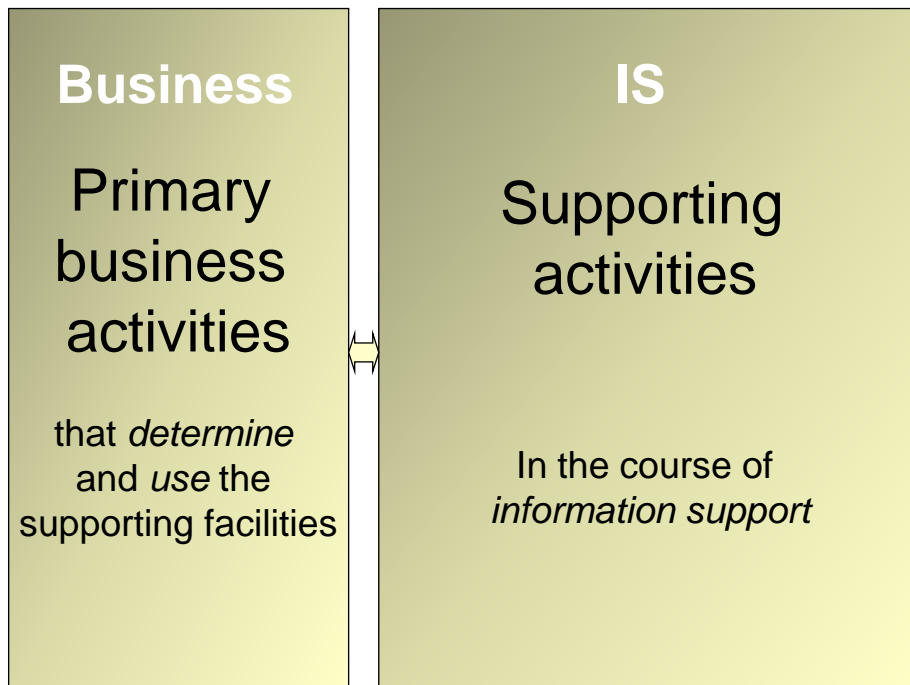 Business
Primary
business
activities
that determine
and use the
supporting facilities
IS
Supporting
activities
In the course of
information support